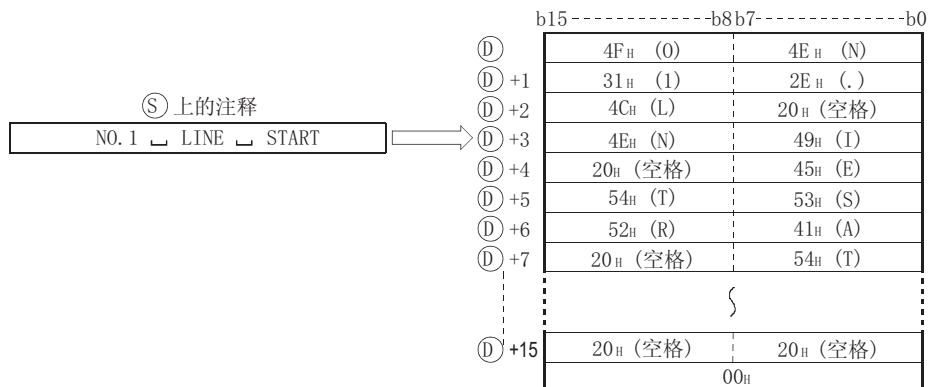 b15 b8 b7 b0
Ⓓ 4FH (O) 4EH (N)
Ⓓ +1 31H (1) 2EH (.)
Ⓢ 上的注释
Ⓓ +2 4CH (L) 20H (空格)
NO.1 ␣ LINE ␣ START
Ⓓ +3 4EH (N) 49H (I)
Ⓓ +4 20H (空格) 45H (E)
Ⓓ +5 54H (T) 53H (S)
Ⓓ +6 52H (R) 41H (A)
Ⓓ +7 20H (空格) 54H (T)
Ⓓ +15 20H (空格) 20H (空格)
00H